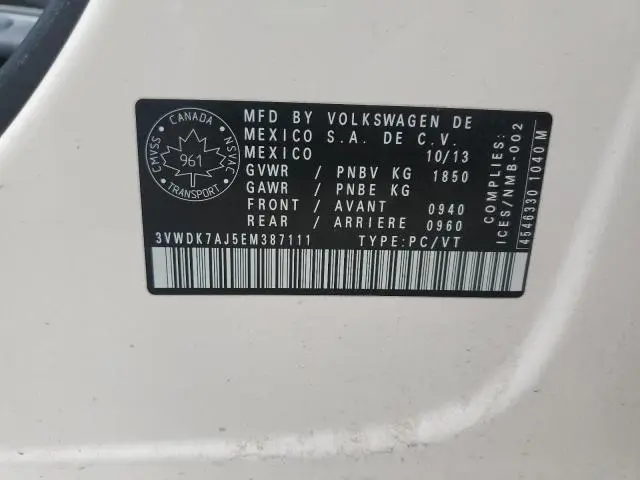 CANADA
CMVSS
NSVAC
961
TRANSPORT
MFD BY VOLKSWAGEN DE
MEXICO S.A. DE C.V.
MEXICO 10/13
GVWR / PNBV KG 1850
GAWR / PNBE KG
FRONT / AVANT 0940
REAR / ARRIERE 0960
3VWDK7AJ5EM387111 TYPE:PC/VT
COMPLIES:
ICES/NMB-002
4546330 1040 M